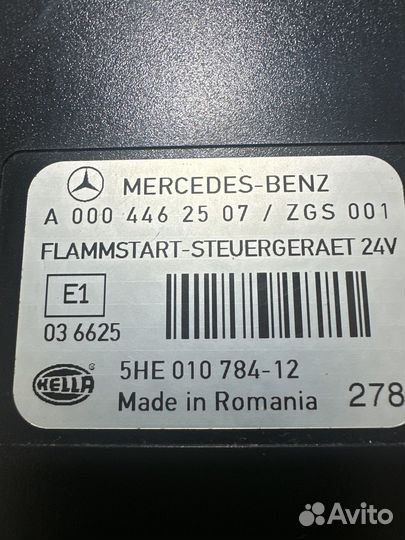 MERCEDES-BENZ
A 000 446 25 07 / ZGS 001
FLAMMSTART-STEUERGERAET 24V
E1
03 6625
HELLA
5HE 010 784-12
Made in Romania
278
Avito